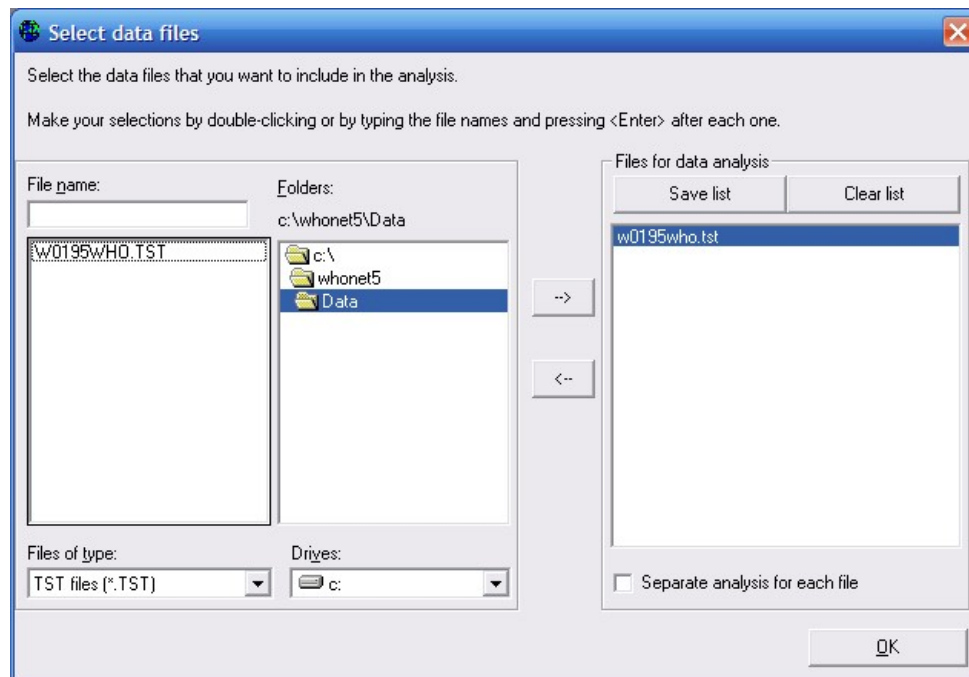 Select data files
Select the data files that you want to include in the analysis.
Make your selections by double-clicking or by typing the file names and pressing <Enter> after each one.
File name:
W0195WHO.TST
Files of type:
TST files (*.TST)
Folders:
c:\whonet5\Data
c:\
whonet5
Data
Drives:
c:
-->
<--
Files for data analysis
Save list
Clear list
w0195who.tst
Separate analysis for each file
OK